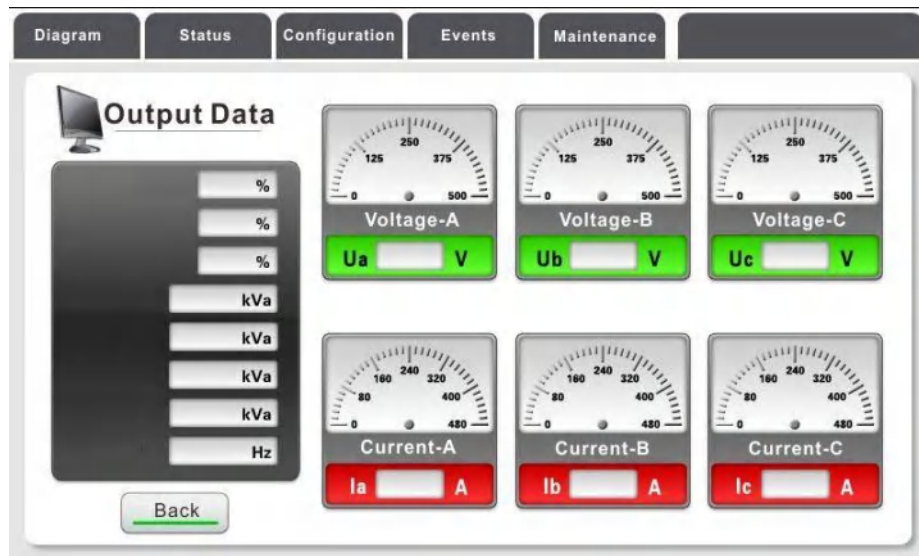 Diagram
Status
Configuration
Events
Maintenance
Output Data
%
%
%
kVa
kVa
kVa
kVa
Hz
Back
0 125 250 375 500
Voltage-A
Ua V
0 125 250 375 500
Voltage-B
Ub V
0 125 250 375 500
Voltage-C
Uc V
0 80 160 240 320 400 480
Current-A
Ia A
0 80 160 240 320 400 480
Current-B
Ib A
0 80 160 240 320 400 480
Current-C
Ic A